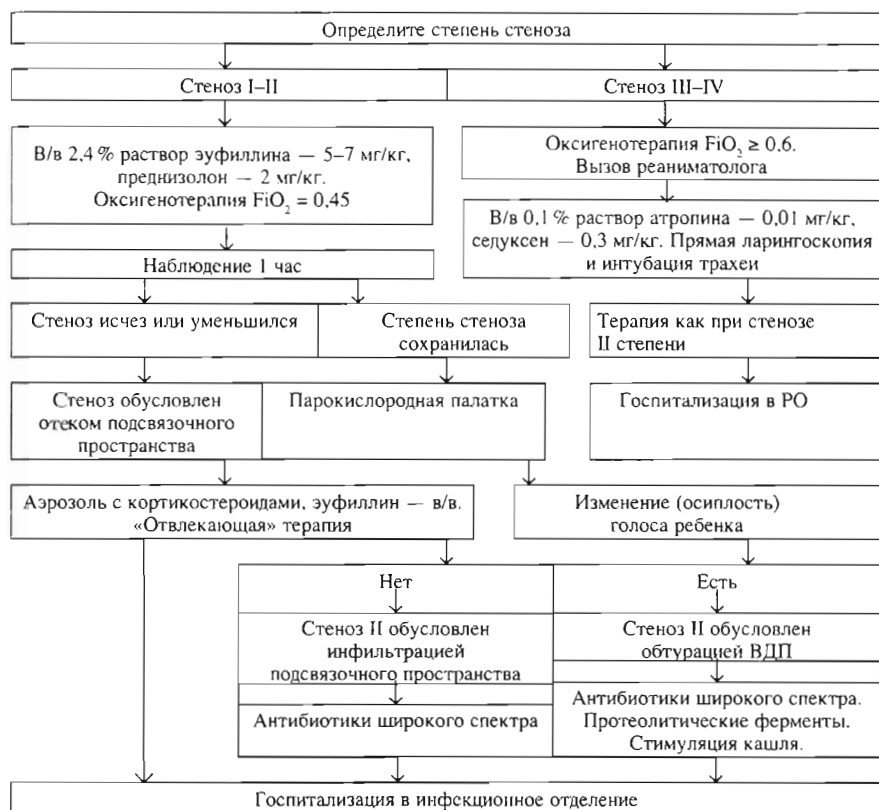 Определите степень стеноза
Стеноз I–II
Стеноз III–IV
В/в 2,4 % раствор эуфиллина — 5–7 мг/кг,
преднизолон — 2 мг/кг.
Оксигенотерапия FiO₂ = 0,45
Оксигенотерапия FiO₂ ≥ 0.6.
Вызов реаниматолога
В/в 0,1 % раствор атропина — 0,01 мг/кг,
седуксен — 0,3 мг/кг. Прямая ларингоскопия
и интубация трахеи
Наблюдение 1 час
Стеноз исчез или уменьшился
Степень стеноза
сохранилась
Терапия как при стенозе
II степени
Стеноз обусловлен
отеком подсвязочного
пространства
Парокислородная палатка
Госпитализация в РО
Аэрозоль с кортикостероидами, эуфиллин — в/в.
«Отвлекающая» терапия
Изменение (осиплость)
голоса ребенка
Нет
Есть
Стеноз II обусловлен
инфильтрацией
подсвязочного пространства
Стеноз II обусловлен
обтурацией ВДП
Антибиотики широкого спектра
Антибиотики широкого спектра.
Протеолитические ферменты.
Стимуляция кашля.
Госпитализация в инфекционное отделение